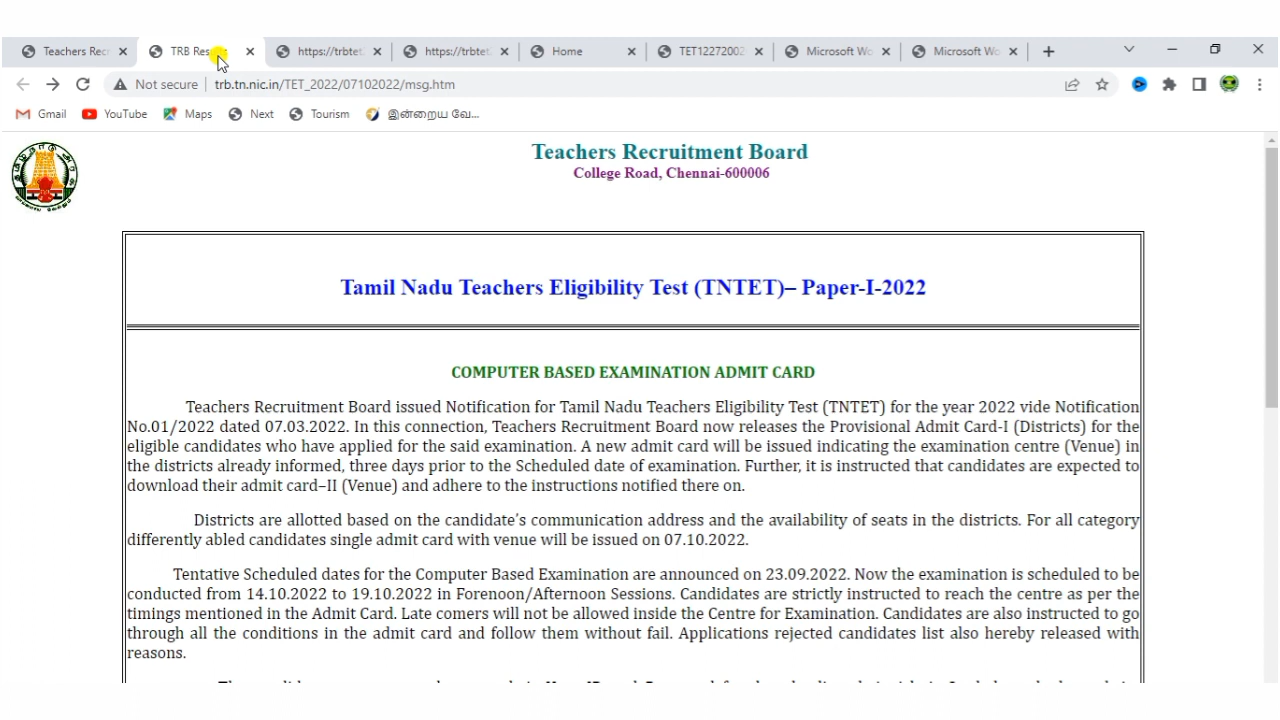 Teachers Rec
TRB Res
https://trbtet
https://trbtet
Home
TET1227200
Microsoft Wo
Microsoft Wo
Not secure
trb.tn.nic.in/TET_2022/07102022/msg.htm
Gmail
YouTube
Maps
Next
Tourism
இன்றைய வே...
Teachers Recruitment Board
College Road, Chennai-600006
Tamil Nadu Teachers Eligibility Test (TNTET)– Paper-I-2022
COMPUTER BASED EXAMINATION ADMIT CARD
Teachers Recruitment Board issued Notification for Tamil Nadu Teachers Eligibility Test (TNTET) for the year 2022 vide Notification
No.01/2022 dated 07.03.2022. In this connection, Teachers Recruitment Board now releases the Provisional Admit Card-I (Districts) for the
eligible candidates who have applied for the said examination. A new admit card will be issued indicating the examination centre (Venue) in
the districts already informed, three days prior to the Scheduled date of examination. Further, it is instructed that candidates are expected to
download their admit card–II (Venue) and adhere to the instructions notified there on.
Districts are allotted based on the candidate's communication address and the availability of seats in the districts. For all category
differently abled candidates single admit card with venue will be issued on 07.10.2022.
Tentative Scheduled dates for the Computer Based Examination are announced on 23.09.2022. Now the examination is scheduled to be
conducted from 14.10.2022 to 19.10.2022 in Forenoon/Afternoon Sessions. Candidates are strictly instructed to reach the centre as per the
timings mentioned in the Admit Card. Late comers will not be allowed inside the Centre for Examination. Candidates are also instructed to go
through all the conditions in the admit card and follow them without fail. Applications rejected candidates list also hereby released with
reasons.